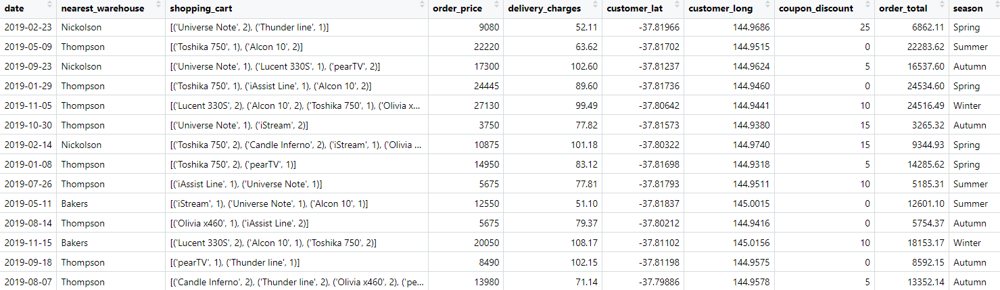 date nearest_warehouse shopping_cart order_price delivery_charges customer_lat customer_long coupon_discount order_total season
2019-02-23 Nickolson [('Universe Note', 2), ('Thunder line', 1)] 9080 52.11 -37.81966 144.9686 25 6862.11 Spring
2019-05-09 Thompson [('Toshika 750', 1), ('Alcon 10', 2)] 22220 63.62 -37.81702 144.9515 0 22283.62 Summer
2019-09-23 Nickolson [('Universe Note', 1), ('Lucent 330S', 1), ('pearTV', 2)] 17300 102.60 -37.81237 144.9624 5 16537.60 Autumn
2019-01-29 Thompson [('Toshika 750', 1), ('iAssist Line', 1), ('Alcon 10', 2)] 24445 89.60 -37.81736 144.9460 0 24534.60 Spring
2019-11-05 Thompson [('Lucent 330S', 2), ('Alcon 10', 2), ('Toshika 750', 1), ('Olivia x... 27130 99.49 -37.80642 144.9441 10 24516.49 Winter
2019-10-30 Thompson [('Universe Note', 1), ('iStream', 2)] 3750 77.82 -37.81573 144.9380 15 3265.32 Autumn
2019-02-14 Nickolson [('Toshika 750', 2), ('Candle Inferno', 2), ('iStream', 1), ('Olivia ... 10875 101.18 -37.80322 144.9740 15 9344.93 Spring
2019-01-08 Thompson [('Toshika 750', 2), ('pearTV', 1)] 14950 83.12 -37.81698 144.9318 5 14285.62 Spring
2019-07-26 Thompson [('iAssist Line', 1), ('Universe Note', 1)] 5675 77.81 -37.81793 144.9511 10 5185.31 Summer
2019-05-11 Bakers [('iStream', 1), ('Universe Note', 1), ('Alcon 10', 1)] 12550 51.10 -37.81837 145.0015 0 12601.10 Summer
2019-08-14 Thompson [('Olivia x460', 1), ('iAssist Line', 2)] 5675 79.37 -37.80212 144.9416 0 5754.37 Autumn
2019-11-15 Bakers [('Lucent 330S', 2), ('Alcon 10', 1), ('Toshika 750', 2)] 20050 108.17 -37.81102 145.0156 10 18153.17 Winter
2019-09-18 Thompson [('pearTV', 1), ('Thunder line', 1)] 8490 102.15 -37.81198 144.9575 0 8592.15 Autumn
2019-08-07 Thompson [('Candle Inferno', 2), ('Thunder line', 2), ('Olivia x460', 2), ('pe... 13980 71.14 -37.79886 144.9578 5 13352.14 Autumn